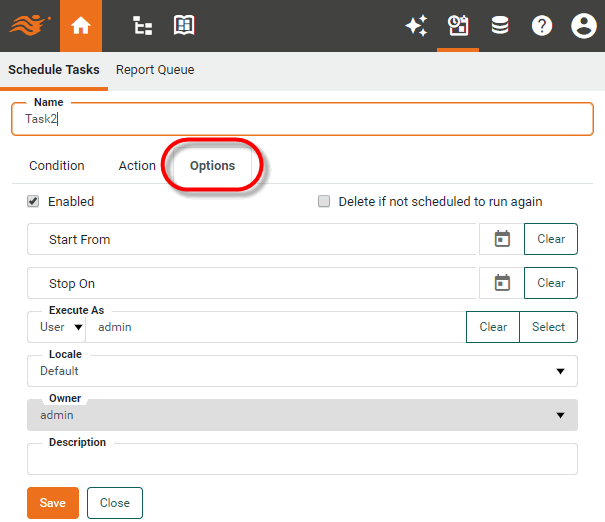 Schedule Tasks Report Queue
Name
Task2
Condition Action Options
Enabled Delete if not scheduled to run again
Start From Clear
Stop On Clear
Execute As
User admin Clear Select
Locale
Default
Owner
admin
Description
Save Close